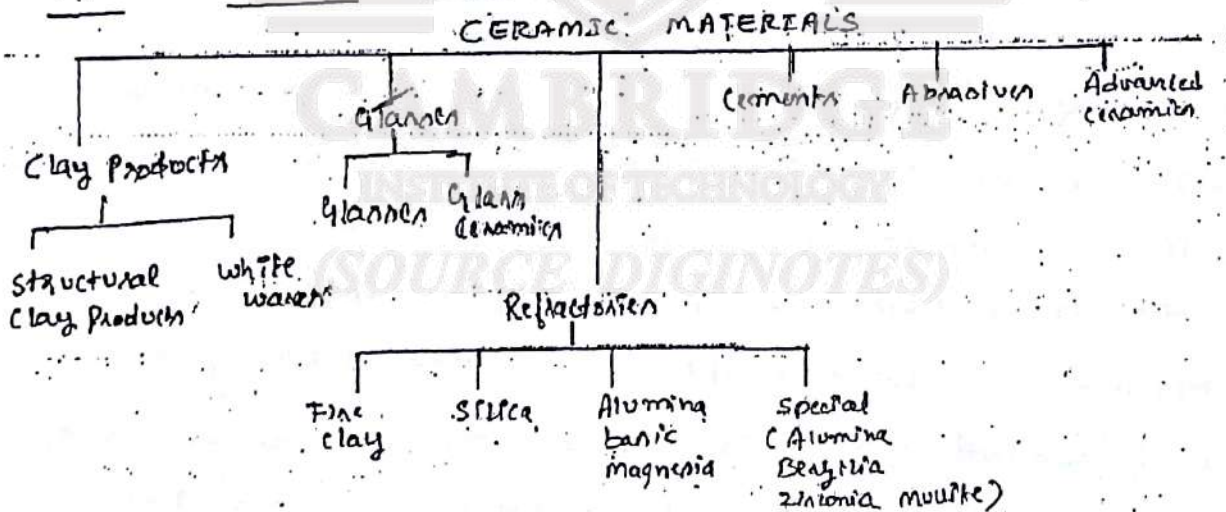 CERAMIC MATERIALS
CAMBRIDGE
INSTITUTE OF TECHNOLOGY
(SOURCE DIGINOTES)
Clay Products
Structural
Clay Products
White
wares
Glasses
Glasses
Glass
Ceramics
Refractories
Fire
clay
Silica
Alumina
basic
magnesia
Special
(Alumina
Zirconia Mullite)
Cements
Abrasives
Advanced
ceramics